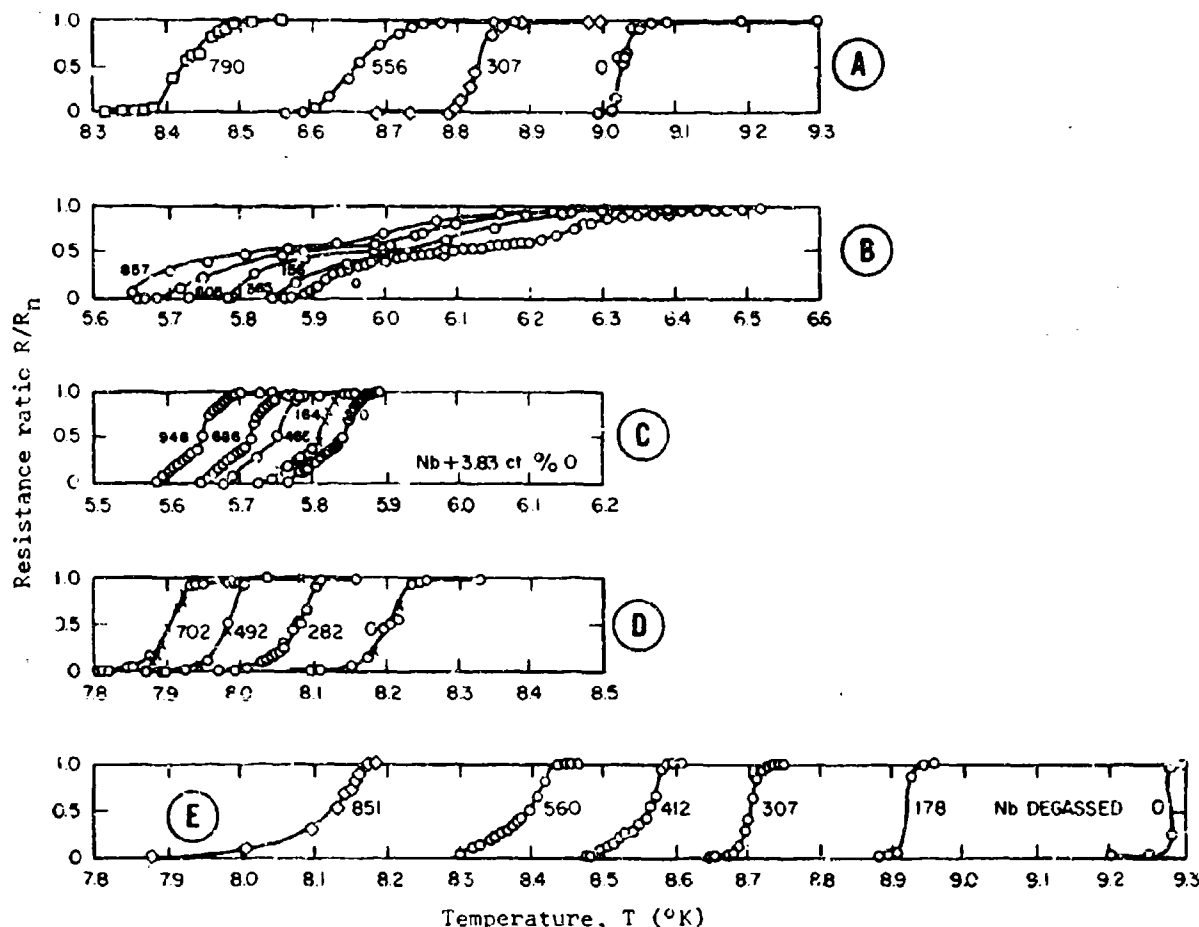 1.0
0.5
0
790
556
307
0
A
8.3 8.4 8.5 8.6 8.7 8.8 8.9 9.0 9.1 9.2 9.3
1.0
0.5
0
857
363
0
B
5.6 5.7 5.8 5.9 6.0 6.1 6.2 6.3 6.4 6.5 6.6
1.0
0.5
0
948
686
164
0
Nb+3.83 ct % O
C
5.5 5.6 5.7 5.8 5.9 6.0 6.1 6.2
1.0
0.5
0
702
492
282
D
7.8 7.9 8.0 8.1 8.2 8.3 8.4 8.5
1.0
0.5
0
E
851
560
412
307
178
Nb DEGASSED
0
7.8 7.9 8.0 8.1 8.2 8.3 8.4 8.5 8.6 8.7 8.8 8.9 9.0 9.1 9.2 9.3
Resistance ratic R/Rn
Temperature, T (°K)